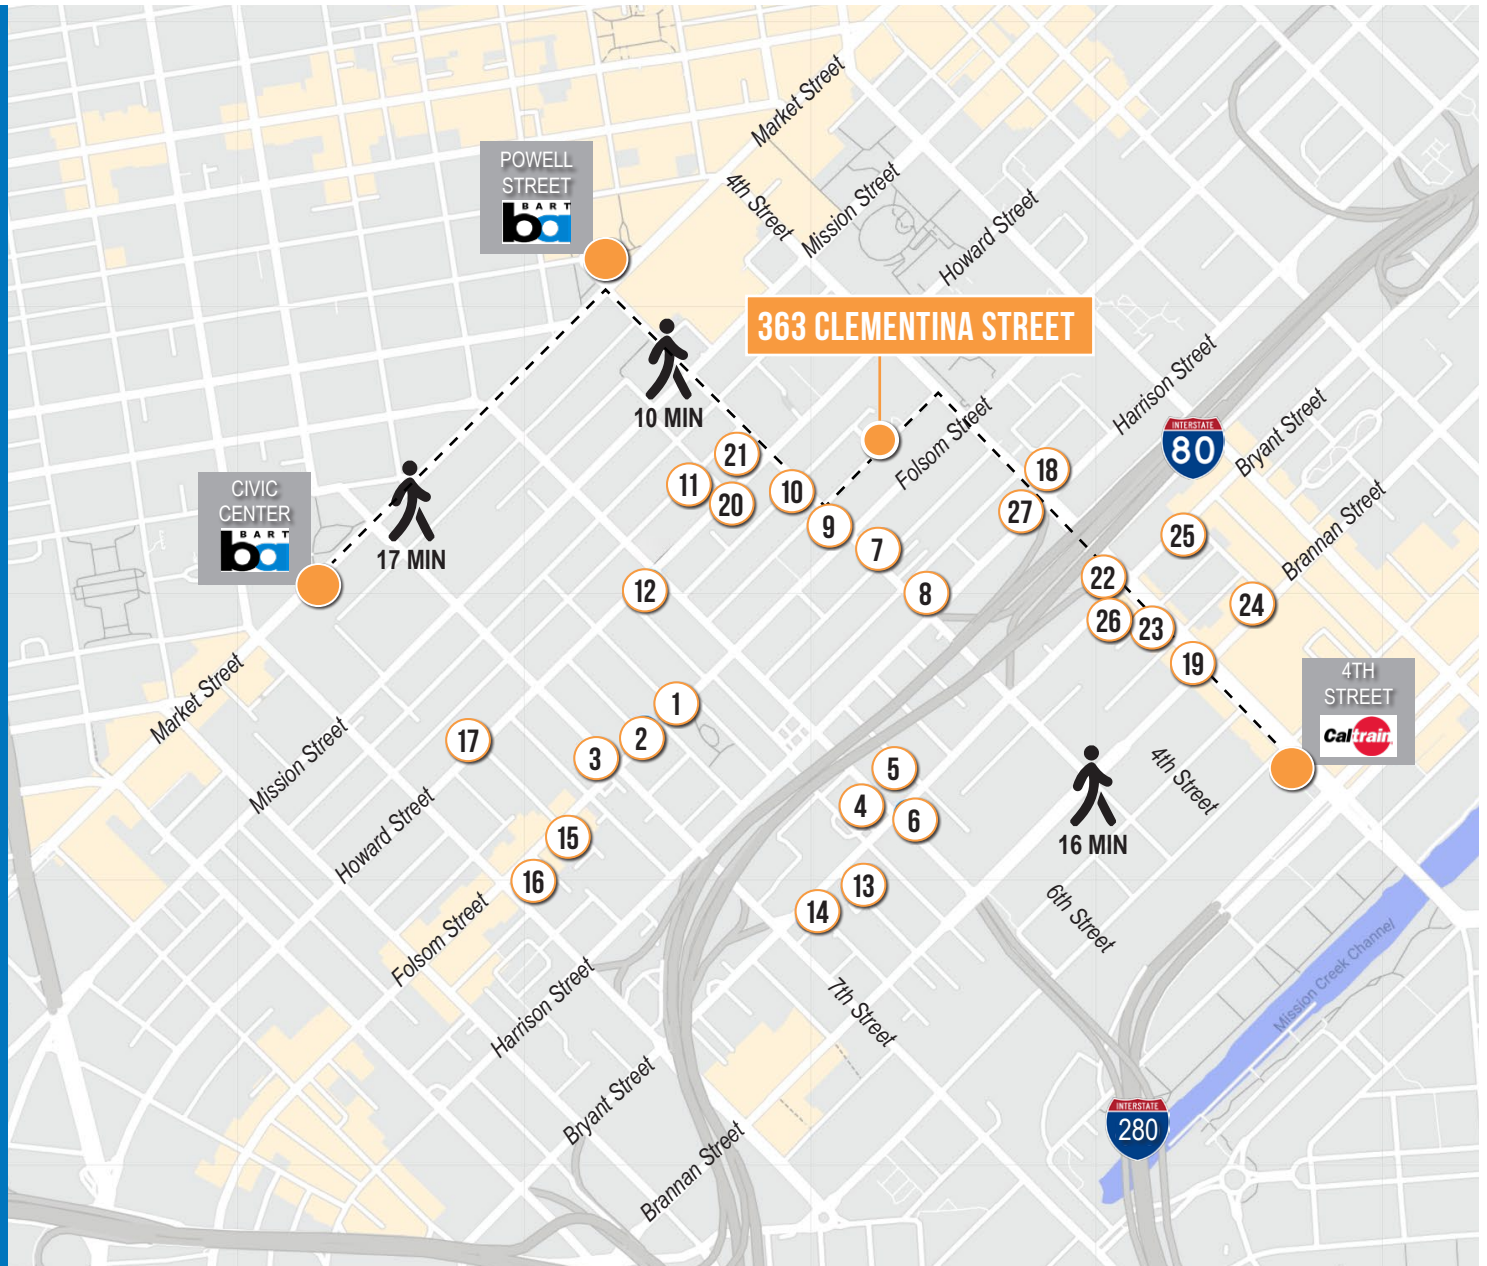 Market Street
POWELL
STREET
BART
ba
4th Street
Mission Street
Howard Street
363 CLEMENTINA STREET
10 MIN
Harrison Street
Folsom Street
INTERSTATE
80
Bryant Street
Brannan Street
CIVIC
CENTER
BART
ba
17 MIN
21
11
20
10
9
7
8
18
27
25
22
26
23
24
19
12
1
2
3
17
15
16
5
4
6
13
14
4TH
STREET
Caltrain
16 MIN
4th Street
6th Street
7th Street
Market Street
Mission Street
Howard Street
Folsom Street
Harrison Street
Bryant Street
Brannan Street
Mission Creek Channel
INTERSTATE
280